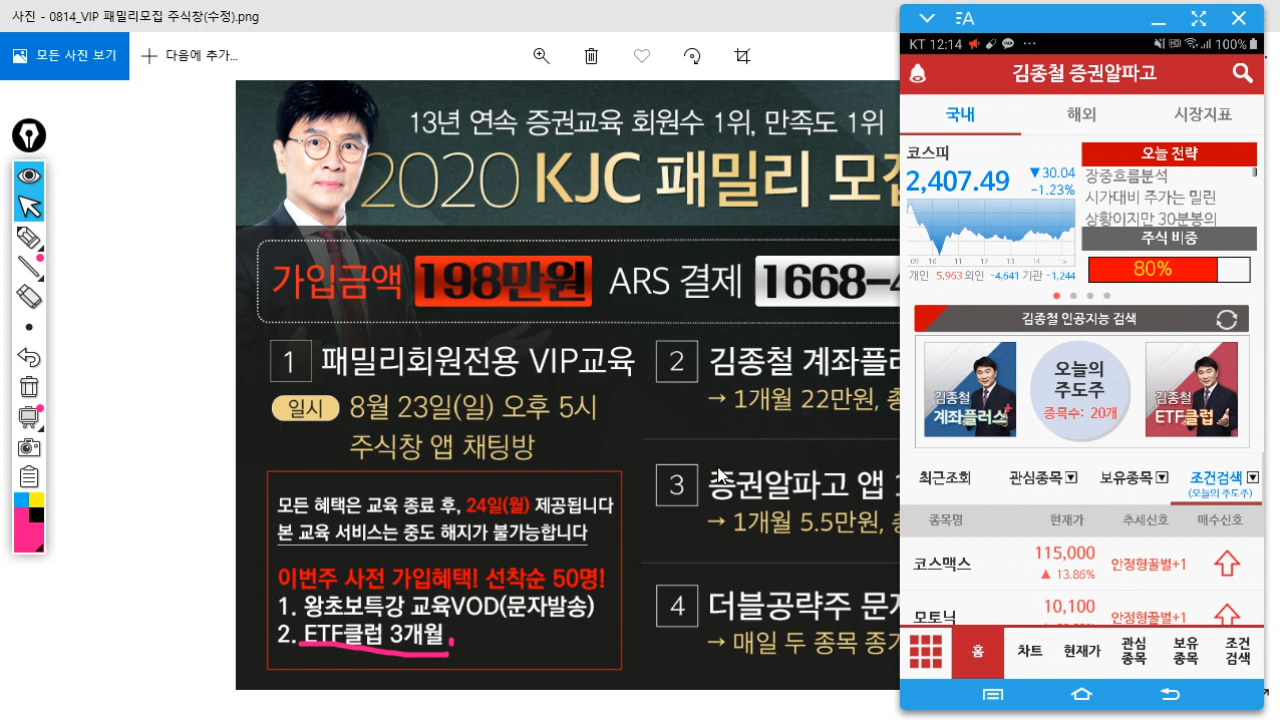 사진 - 0814_VIP 패밀리모집 주식창(수정).png
모든 사진 보기
다음에 추가...
13년 연속 증권교육 회원수 1위, 만족도 1위
2020 KJC 패밀리 모집
가입금액 198만원 ARS 결제 1668-4
1 패밀리회원전용 VIP교육
일시 8월 23일(일) 오후 5시
주식창 앱 채팅방
모든 혜택은 교육 종료 후, 24일(월) 제공됩니다
본 교육 서비스는 중도 해지가 불가능합니다
이번주 사전 가입혜택! 선착순 50명!
1. 왕초보특강 교육VOD(문자발송)
2. ETF클럽 3개월
2 김종철 계좌플러
→ 1개월 22만원, 총
3 증권알파고 앱 1
→ 1개월 5.5만원, 총
4 더블공략주 문자
→ 매일 두 종목 종가
KT 12:14 100%
김종철 증권알파고
국내 해외 시장지표
코스피
2,407.49 ▼30.04
-1.23%
09 10 11 12 13 14 15
개인 5,963 외인 -4,641 기관 -1,244
오늘 전략
장중흐름분석
시가대비 주가는 밀린
상황이지만 30분봉의
주식 비중
80%
김종철 인공지능 검색
김종철
계좌플러스+
오늘의
주도주
종목수: 20개
김종철
ETF클럽
최근조회 관심종목 보유종목 조건검색
(오늘의 주도주)
종목명 현재가 추세신호 매수신호
코스맥스 115,000 안정형꿀벌+1
▲ 13.86%
모토닉 10,100 안정형꿀벌+1
홈 차트 현재가 관심종목 보유종목 조건검색